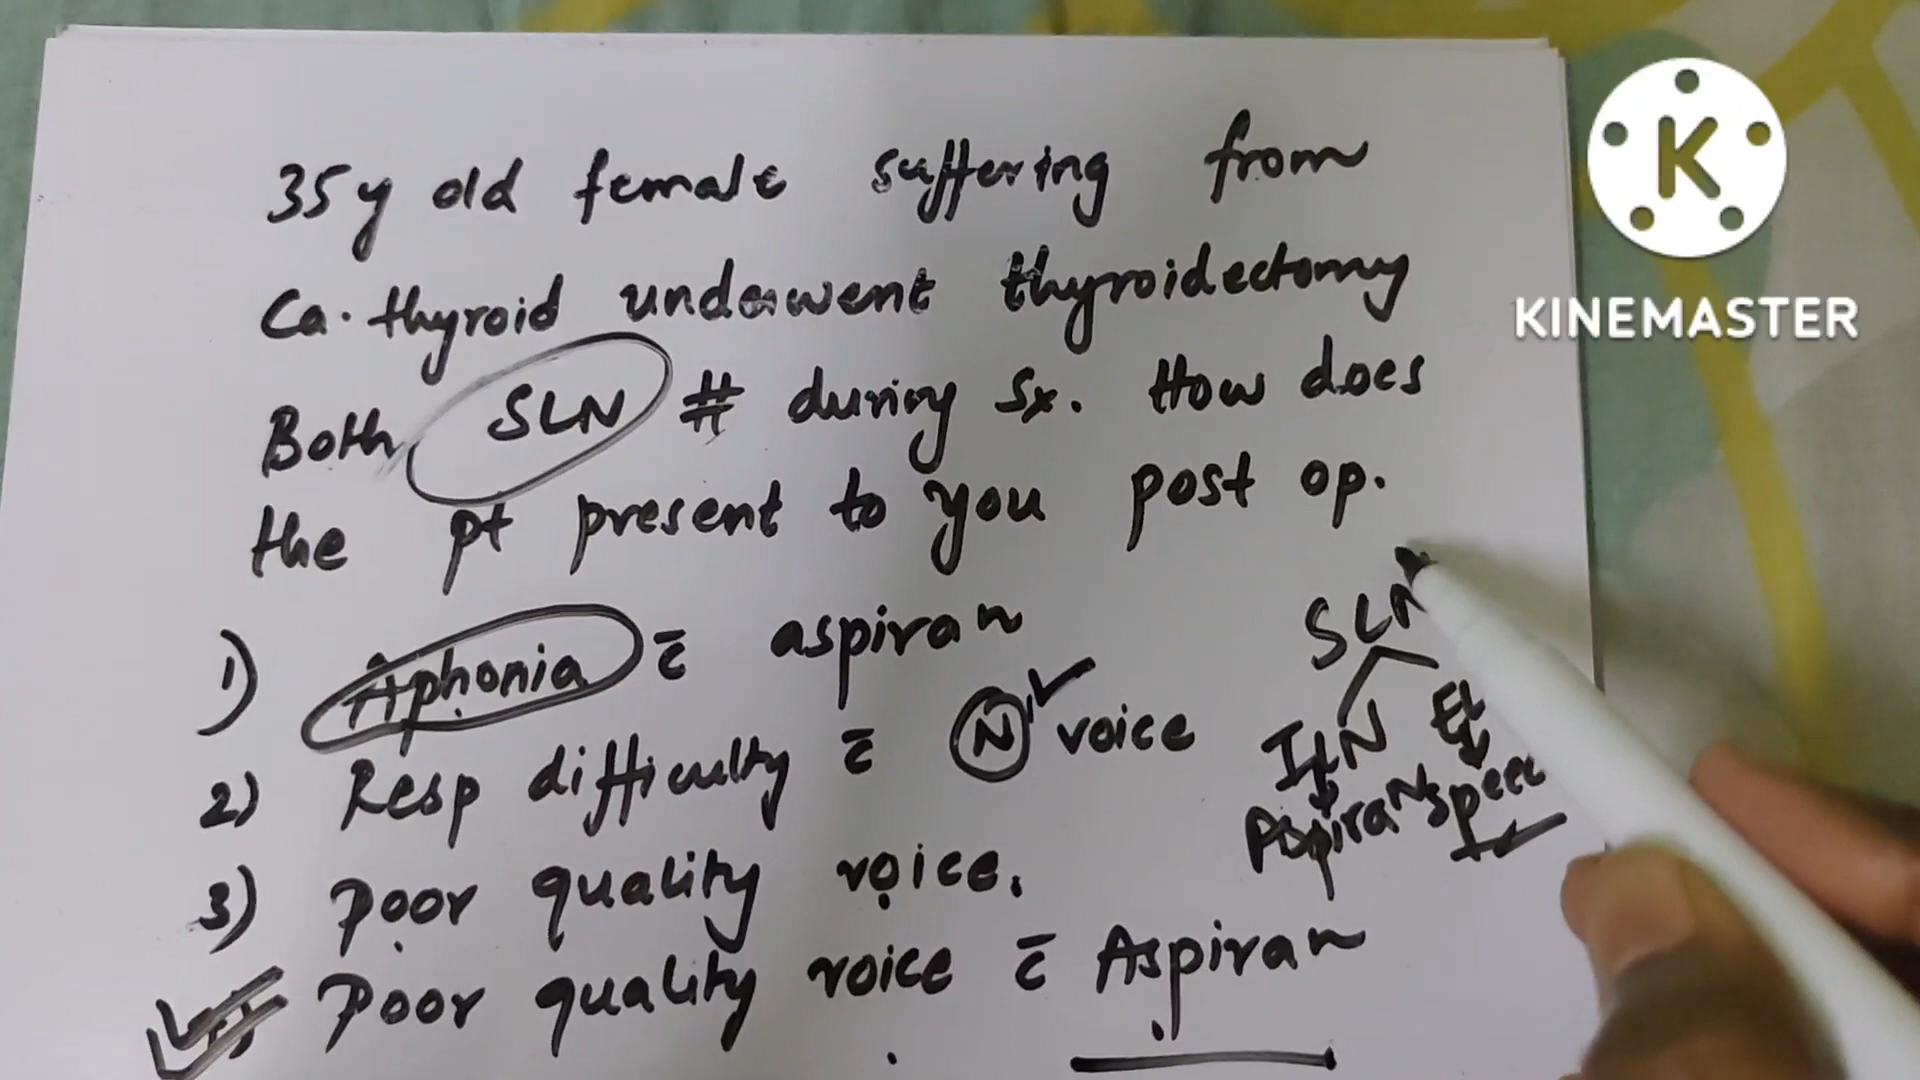 35y old female suffering from
Ca. thyroid underwent thyroidectomy
Both SLN # during Sx. How does
the pt present to you post op.
1) Aphonia c̄ aspiran
2) Resp difficulty c̄ N voice
3) Poor quality voice.
Poor quality voice c̄ Aspiran
SLN
ILN EL
Aspiran Speec
K
KINEMASTER